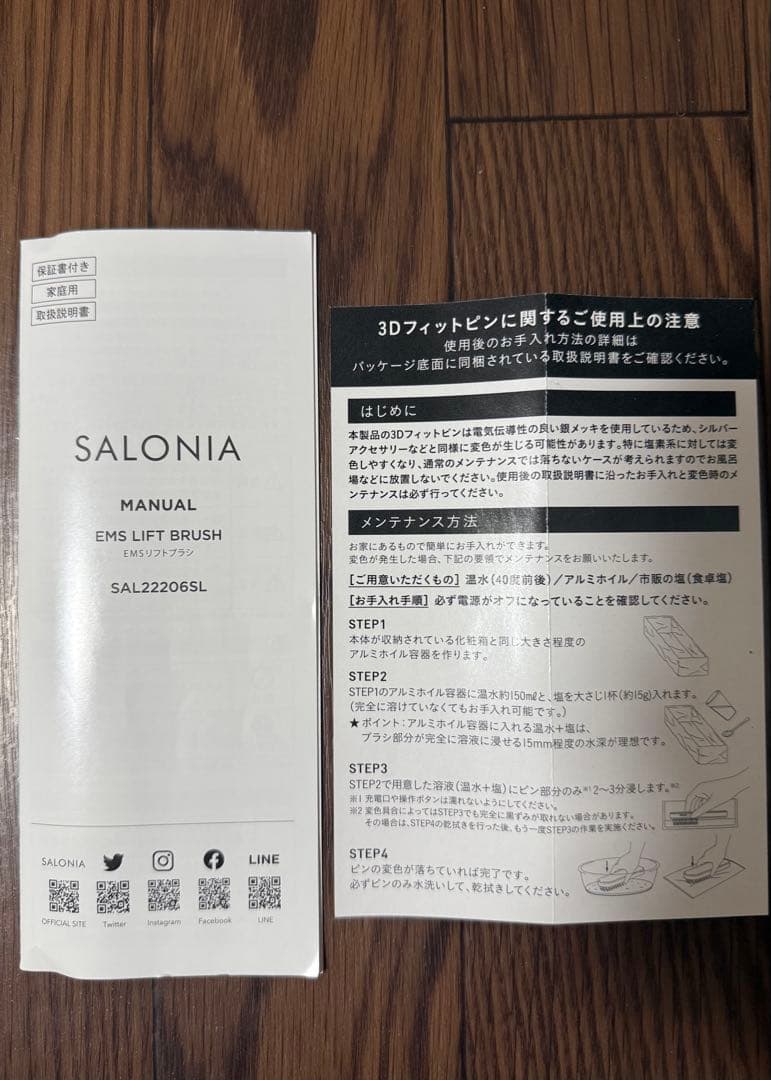 保証書付き
家庭用
取扱説明書
SALONIA
MANUAL
EMS LIFT BRUSH
EMSリフトブラシ
SAL22206SL
SALONIA
LINE
OFFICIAL SITE
Twitter
Instagram
Facebook
LINE
3Dフィットピンに関するご使用上の注意
使用後のお手入れ方法の詳細は
パッケージ底面に同梱されている取扱説明書をご確認ください。
はじめに
本製品の3Dフィットピンは電気伝導性の良い銀メッキを使用しているため、シルバー
アクセサリーなどと同様に変色が生じる可能性があります。特に塩素系に対しては変
色しやすくなり、通常のメンテナンスでは落ちないケースが考えられますのでお風呂
場などに放置しないでください。使用後の取扱説明書に沿ったお手入れと変色時のメ
ンテナンスは必ず行ってください。
メンテナンス方法
お家にあるもので簡単にお手入れができます。
変色が発生した場合、下記の要領でメンテナンスをお願いいたします。
[ご用意いただくもの] 温水(40度前後)/アルミホイル/市販の塩(食卓塩)
[お手入れ手順] 必ず電源がオフになっていることを確認してください。
STEP1
本体が収納されている化粧箱と同じ大きさ程度の
アルミホイル容器を作ります。
STEP2
STEP1のアルミホイル容器に温水約150mlと、塩を大さじ1杯(約15g)入れます。
(完全に溶けていなくてもお手入れ可能です。)
★ポイント:アルミホイル容器に入れる温水+塩は、
ブラシ部分が完全に溶液に浸せる15mm程度の水深が理想です。
STEP3
STEP2で用意した溶液(温水+塩)にピン部分のみ※1 2〜3分浸します。※2
※1 充電口や操作ボタンは濡れないようにしてください。
※2 変色具合によってはSTEP3でも完全に黒ずみが取れない場合があります。
その場合は、STEP4の乾拭きを行った後、もう一度STEP3の作業を実施ください。
STEP4
ピンの変色が落ちていれば完了です。
必ずピンのみ水洗いして、乾拭きしてください。